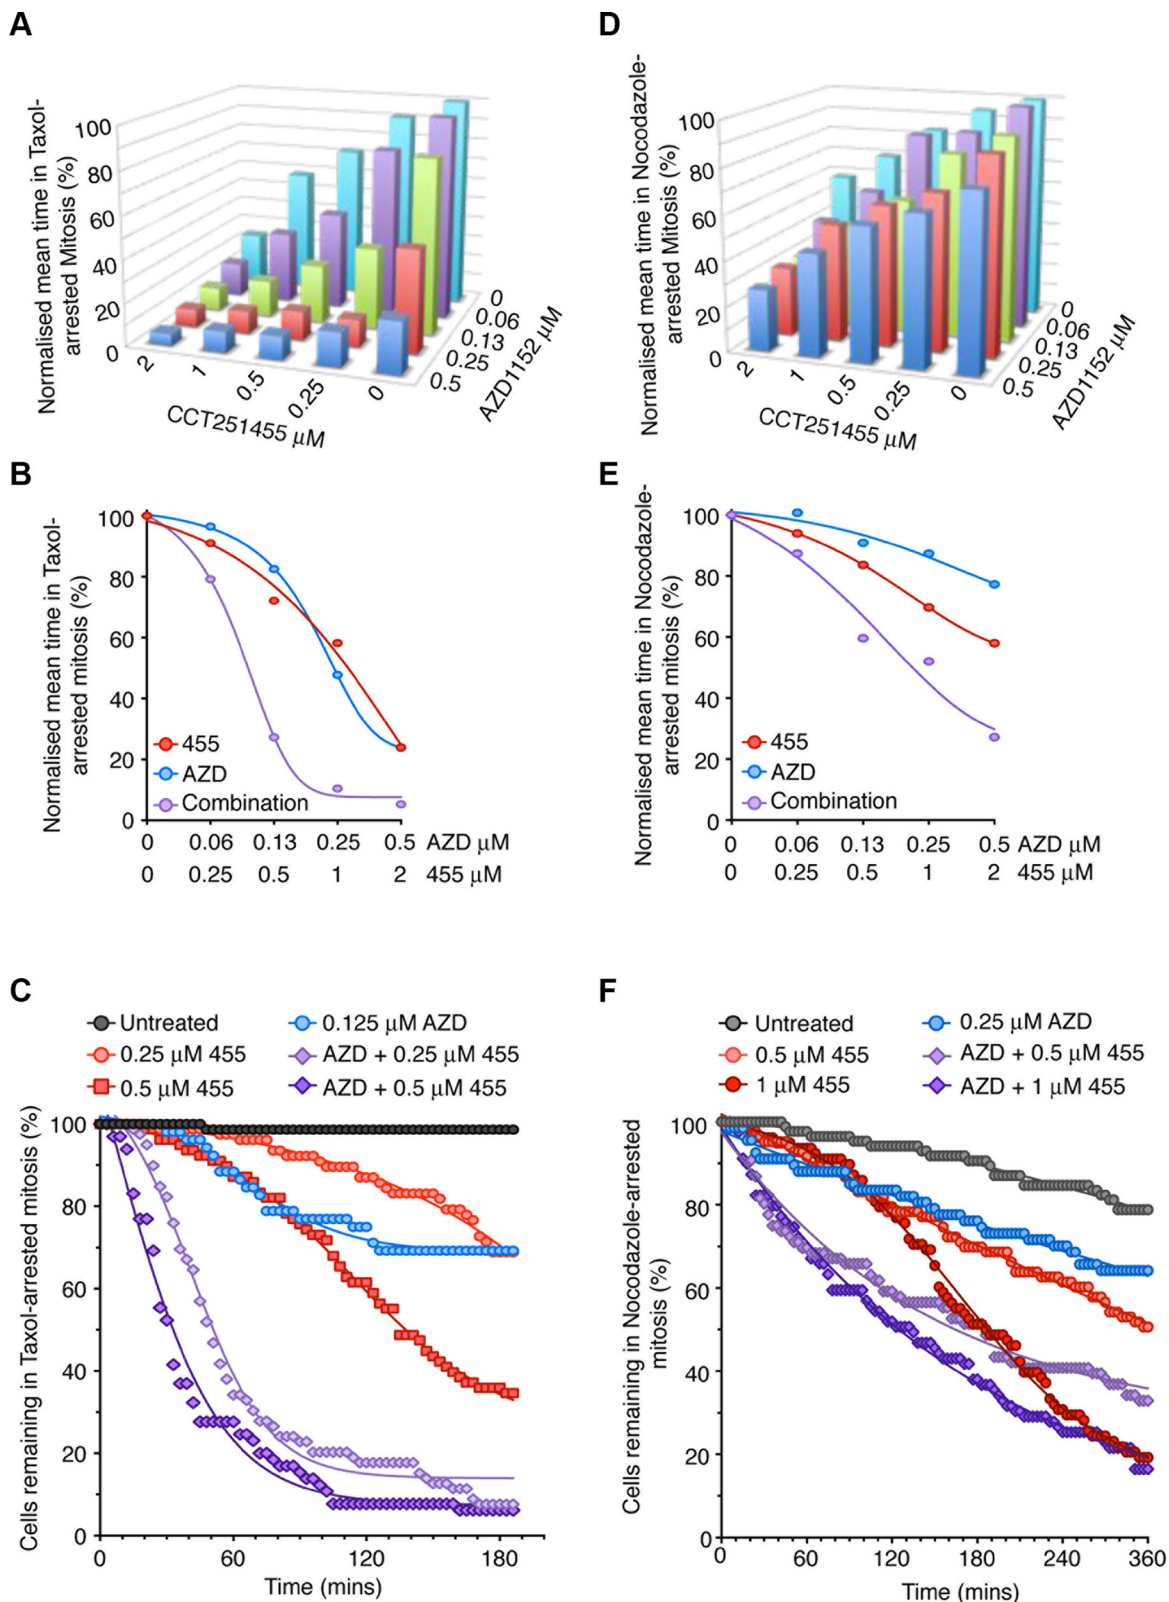 A
Normalised mean time in Taxol-
arrested Mitosis (%)
100
80
60
40
20
0
2
1
0.5
0.25
0
CCT251455 μM
0
0.06
0.13
0.25
0.5
AZD1152 μM
D
Normalised mean time in Nocodazole-
arrested Mitosis (%)
100
80
60
40
20
0
2
1
0.5
0.25
0
CCT251455 μM
0
0.06
0.13
0.25
0.5
AZD1152 μM
B
Normalised mean time in Taxol-
arrested mitosis (%)
100
80
60
40
20
0
455
AZD
Combination
0 0.06 0.13 0.25 0.5 AZD μM
0 0.25 0.5 1 2 455 μM
E
Normalised mean time in Nocodazole-
arrested mitosis (%)
100
80
60
40
20
0
455
AZD
Combination
0 0.06 0.13 0.25 0.5 AZD μM
0 0.25 0.5 1 2 455 μM
C
Untreated
0.25 μM 455
0.5 μM 455
0.125 μM AZD
AZD + 0.25 μM 455
AZD + 0.5 μM 455
Cells remaining in Taxol-arrested mitosis (%)
100
80
60
40
20
0
0 60 120 180
Time (mins)
F
Untreated
0.5 μM 455
1 μM 455
0.25 μM AZD
AZD + 0.5 μM 455
AZD + 1 μM 455
Cells remaining in Nocodazole-arrested
mitosis (%)
100
80
60
40
20
0
0 60 120 180 240 360
Time (mins)